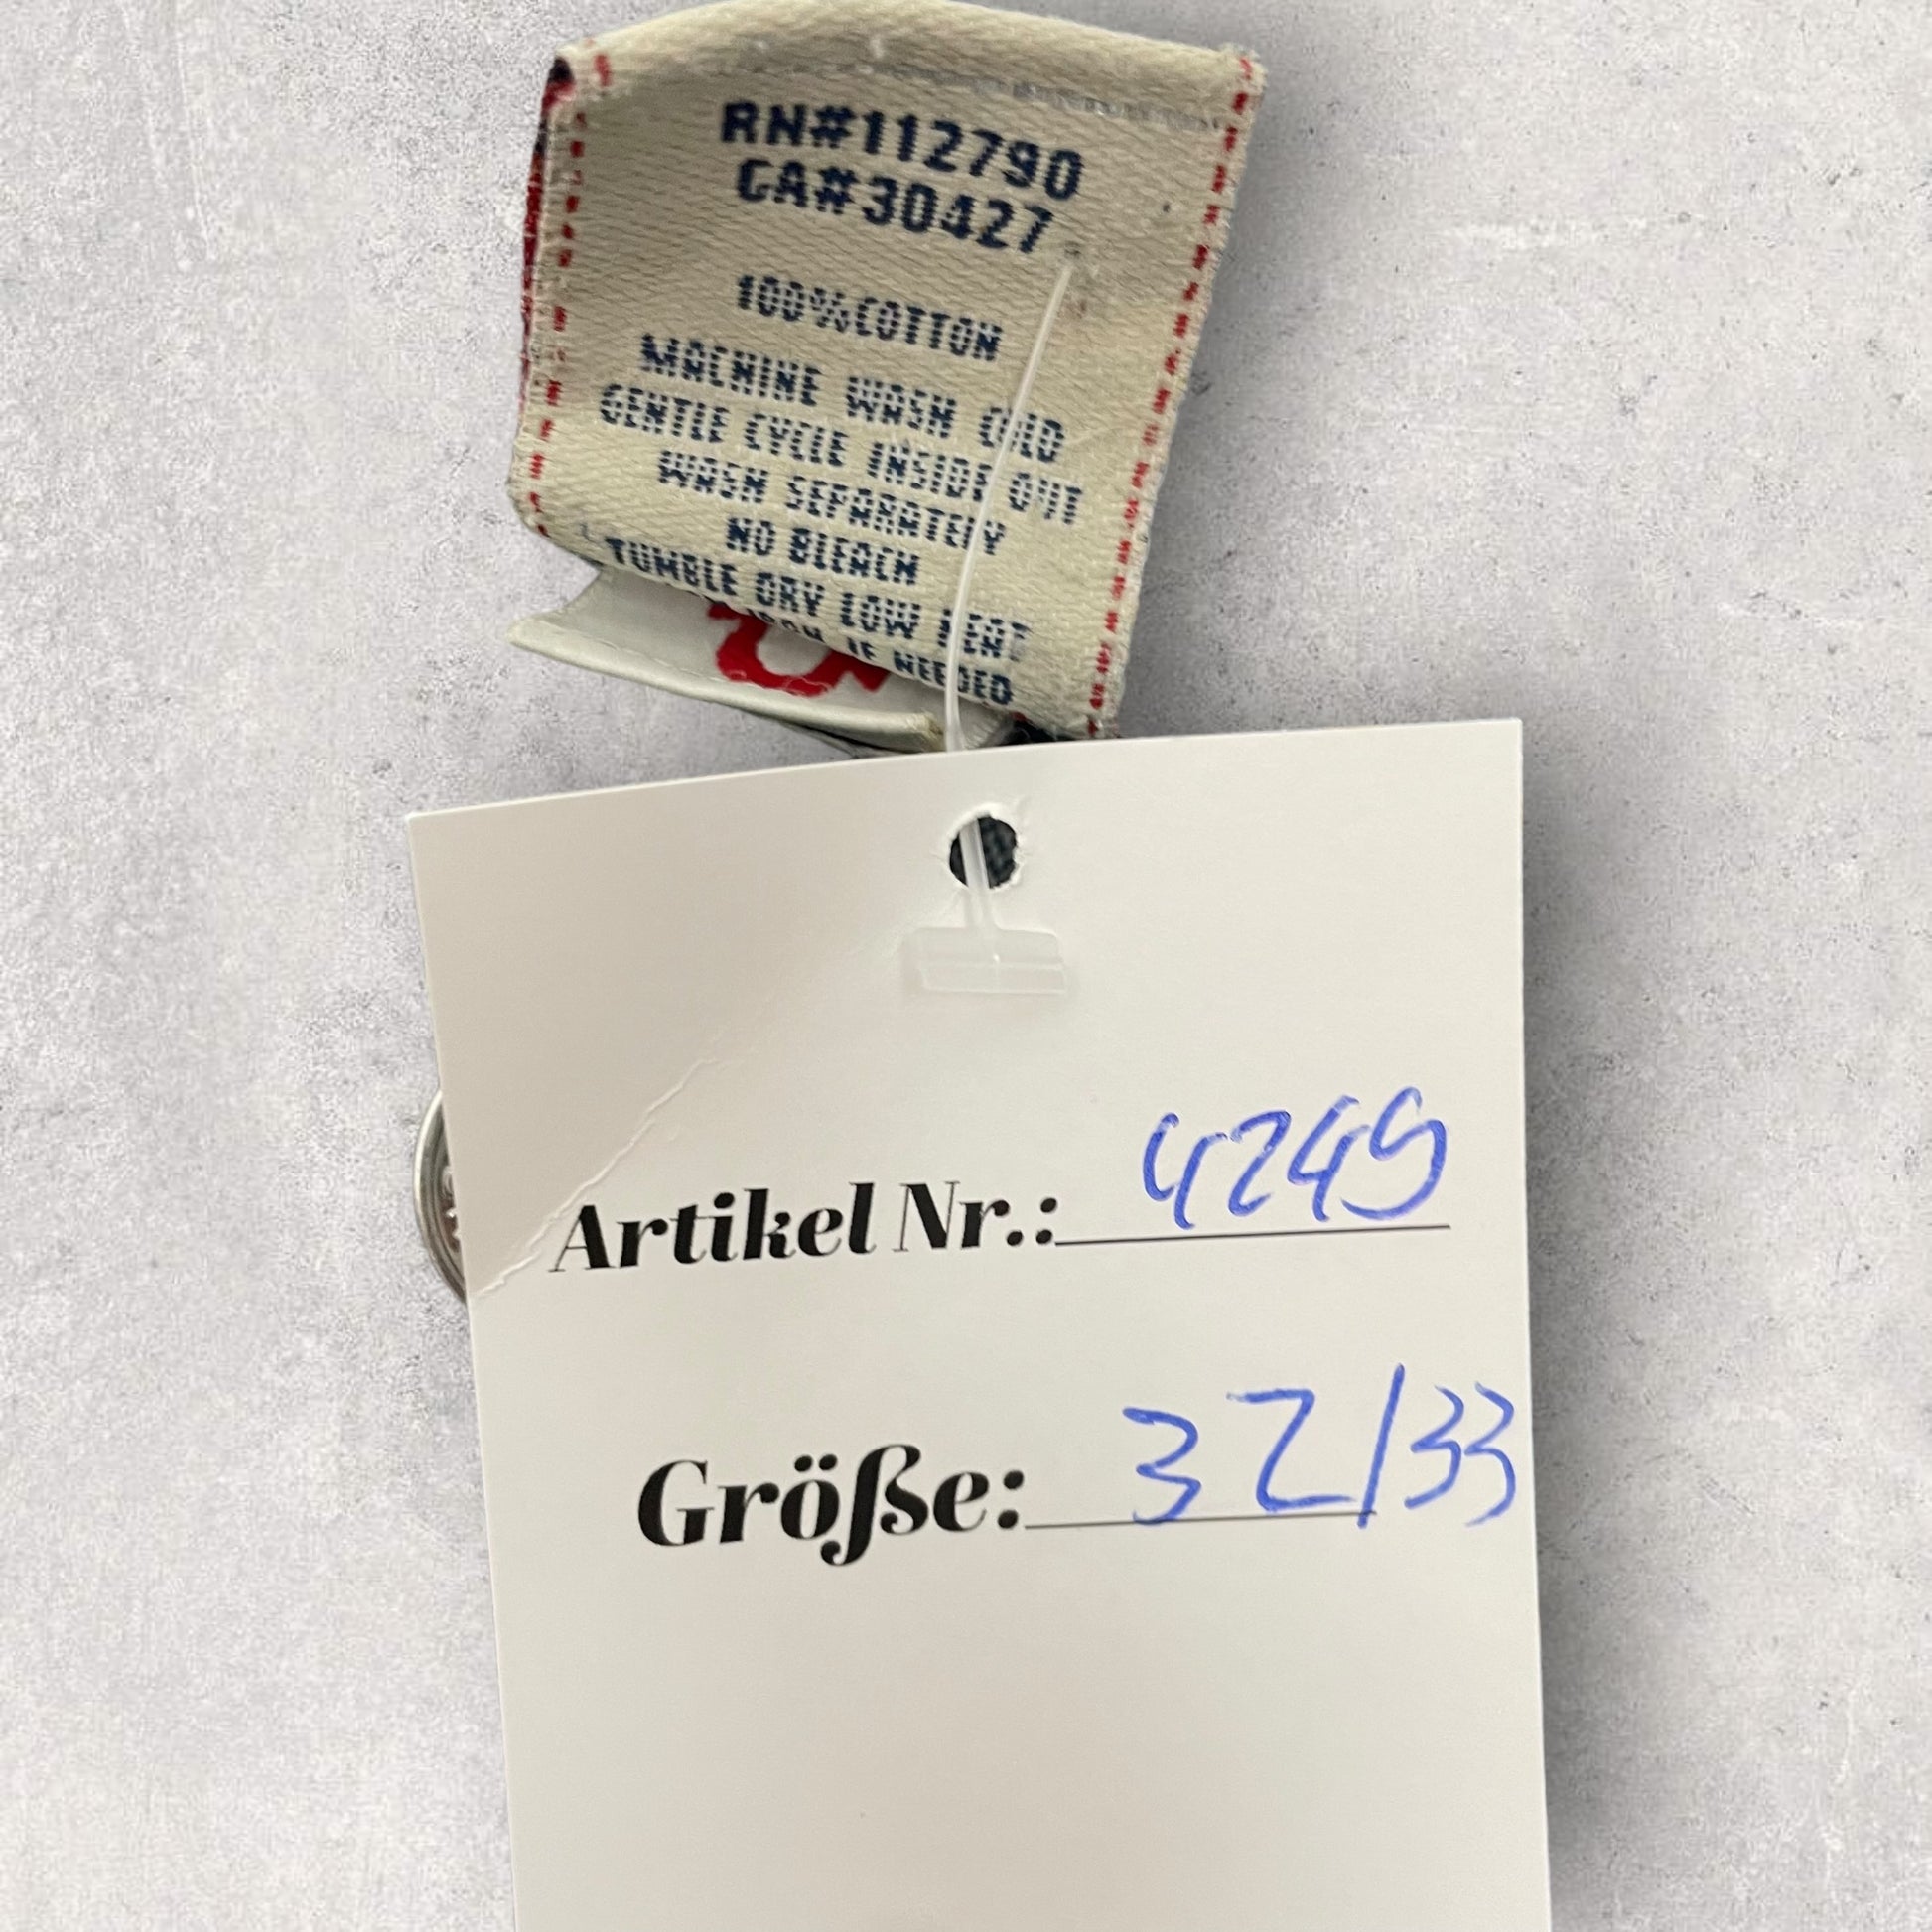 RN#112790
CA#30427
100%COTTON
MACHINE WASH COLD
GENTLE CYCLE INSIDE OUT
WASH SEPARATELY
NO BLEACH
TUMBLE DRY LOW HEAT
IF NEEDED
Artikel Nr.: 4249
Größe: 32/33